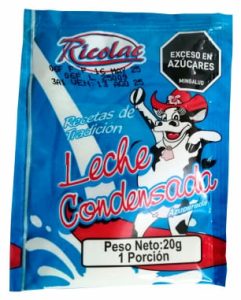 Ricolac
EXCESO EN
AZÚCARES
MINSALUD
Recetas de
Tradición
Leche
Condensada
Azucarada
Peso Neto:20g
1 Porción